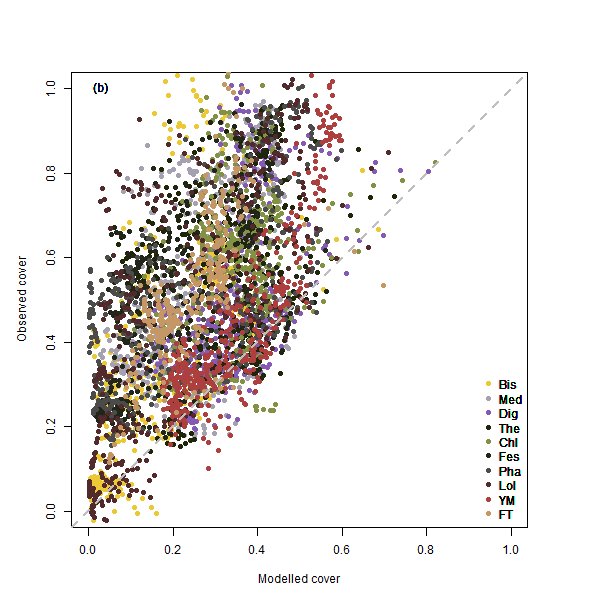 (b)
1.0
0.8
0.6
0.4
0.2
0.0
Observed cover
Bis
Med
Dig
The
Chl
Fes
Pha
Lol
YM
FT
0.0 0.2 0.4 0.6 0.8 1.0
Modelled cover